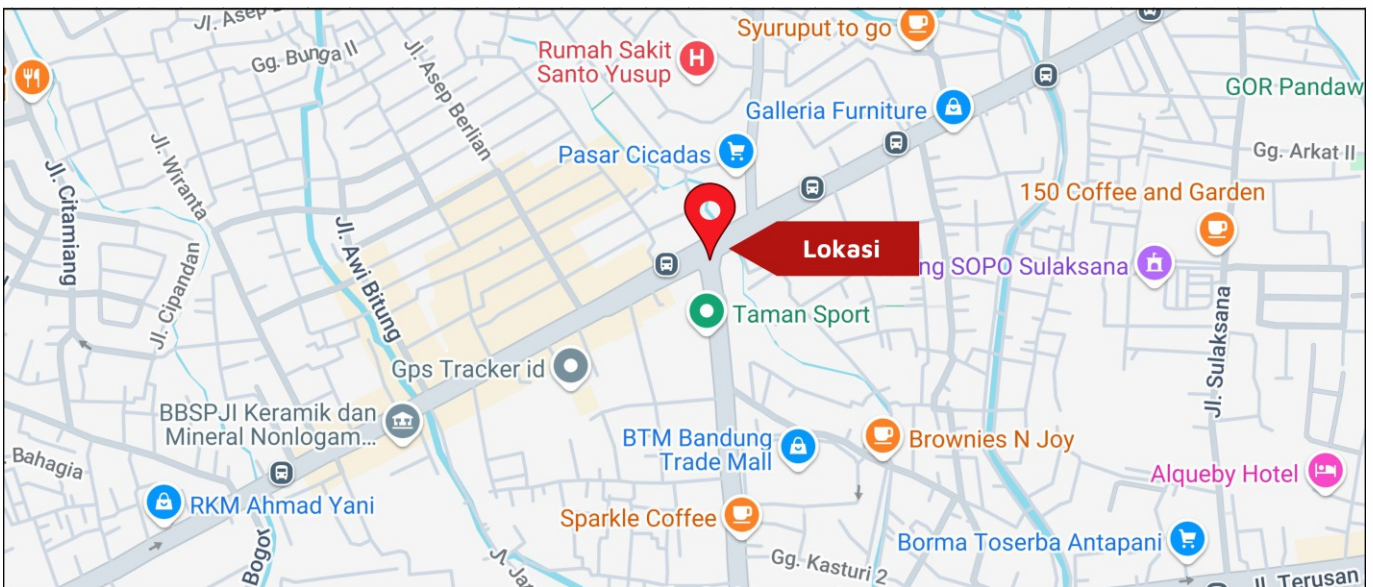 Jl. Asep B
Syuruput to go
Gg. Bunga II
Jl. Asep Berlian
Rumah Sakit
Santo Yusup
H
GOR Pandaw
Galleria Furniture
Jl. Wiranta
Pasar Cicadas
Gg. Arkat II
Jl. Citamiang
150 Coffee and Garden
Jl. Cipandan
Jl. Awi Bitung
Lokasi
ng SOPO Sulaksana
Taman Sport
Jl. Sulaksana
Gps Tracker id
BBSPJI Keramik dan
Mineral Nonlogam...
BTM Bandung
Trade Mall
Brownies N Joy
Bahagia
Alqueby Hotel
RKM Ahmad Yani
Sparkle Coffee
Bogor
Borma Toserba Antapani
Jl. Ja
Gg. Kasturi 2
Jl. Terusan